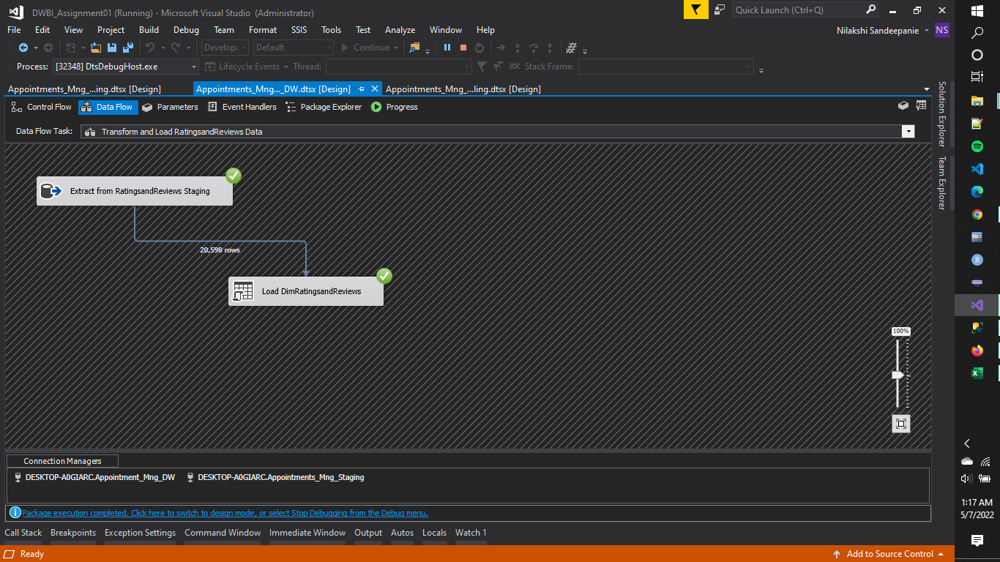 DWBI_Assignment01 (Running) - Microsoft Visual Studio (Administrator)
Quick Launch (Ctrl+Q)
File Edit View Project Build Debug Team Format SSIS Tools Test Analyze Window Help
Nilakshi Sandeepanie NS
Developi Default Continue
Process: [32348] DtsDebugHost.exe Lifecycle Events Thread: Stack Frame:
Appointments_Mng_...ing.dtsx [Design] Appointments_Mng..._DW.dtsx [Design] Appointments_Mng_...ling.dtsx [Design]
Control Flow Data Flow Parameters Event Handlers Package Explorer Progress
Data Flow Task: Transform and Load RatingsandReviews Data
Solution Explorer
Team Explorer
Extract from RatingsandReviews Staging
20,598 rows
Load DimRatingsandReviews
100%
Connection Managers
DESKTOP-A0GIARC.Appointment_Mng_DW DESKTOP-A0GIARC.Appointments_Mng_Staging
Package execution completed. Click here to switch to design mode, or select Stop Debugging from the Debug menu.
Call Stack Breakpoints Exception Settings Command Window Immediate Window Output Autos Locals Watch 1
Ready
Add to Source Control
1:17 AM
5/7/2022